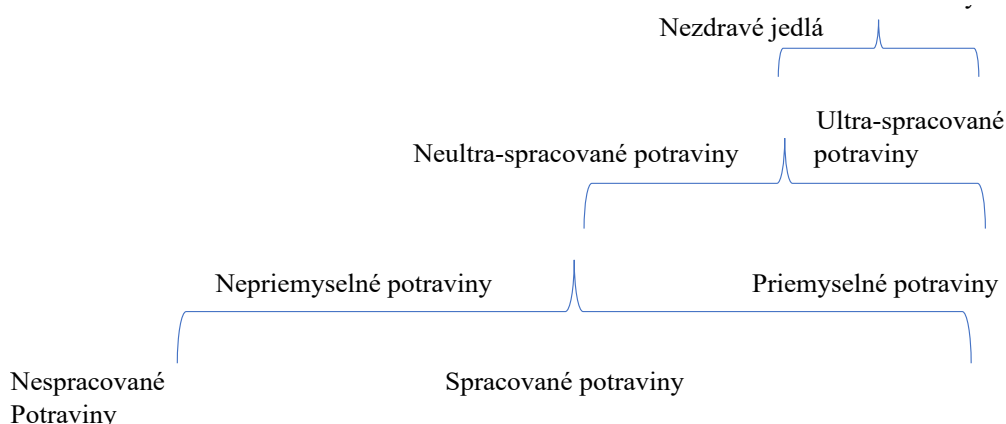 Nezdravé jedlá
Ultra-spracované
Neultra-spracované potraviny
potraviny
Nepriemyselné potraviny
Priemyselné potraviny
Nespracované
Spracované potraviny
Potraviny